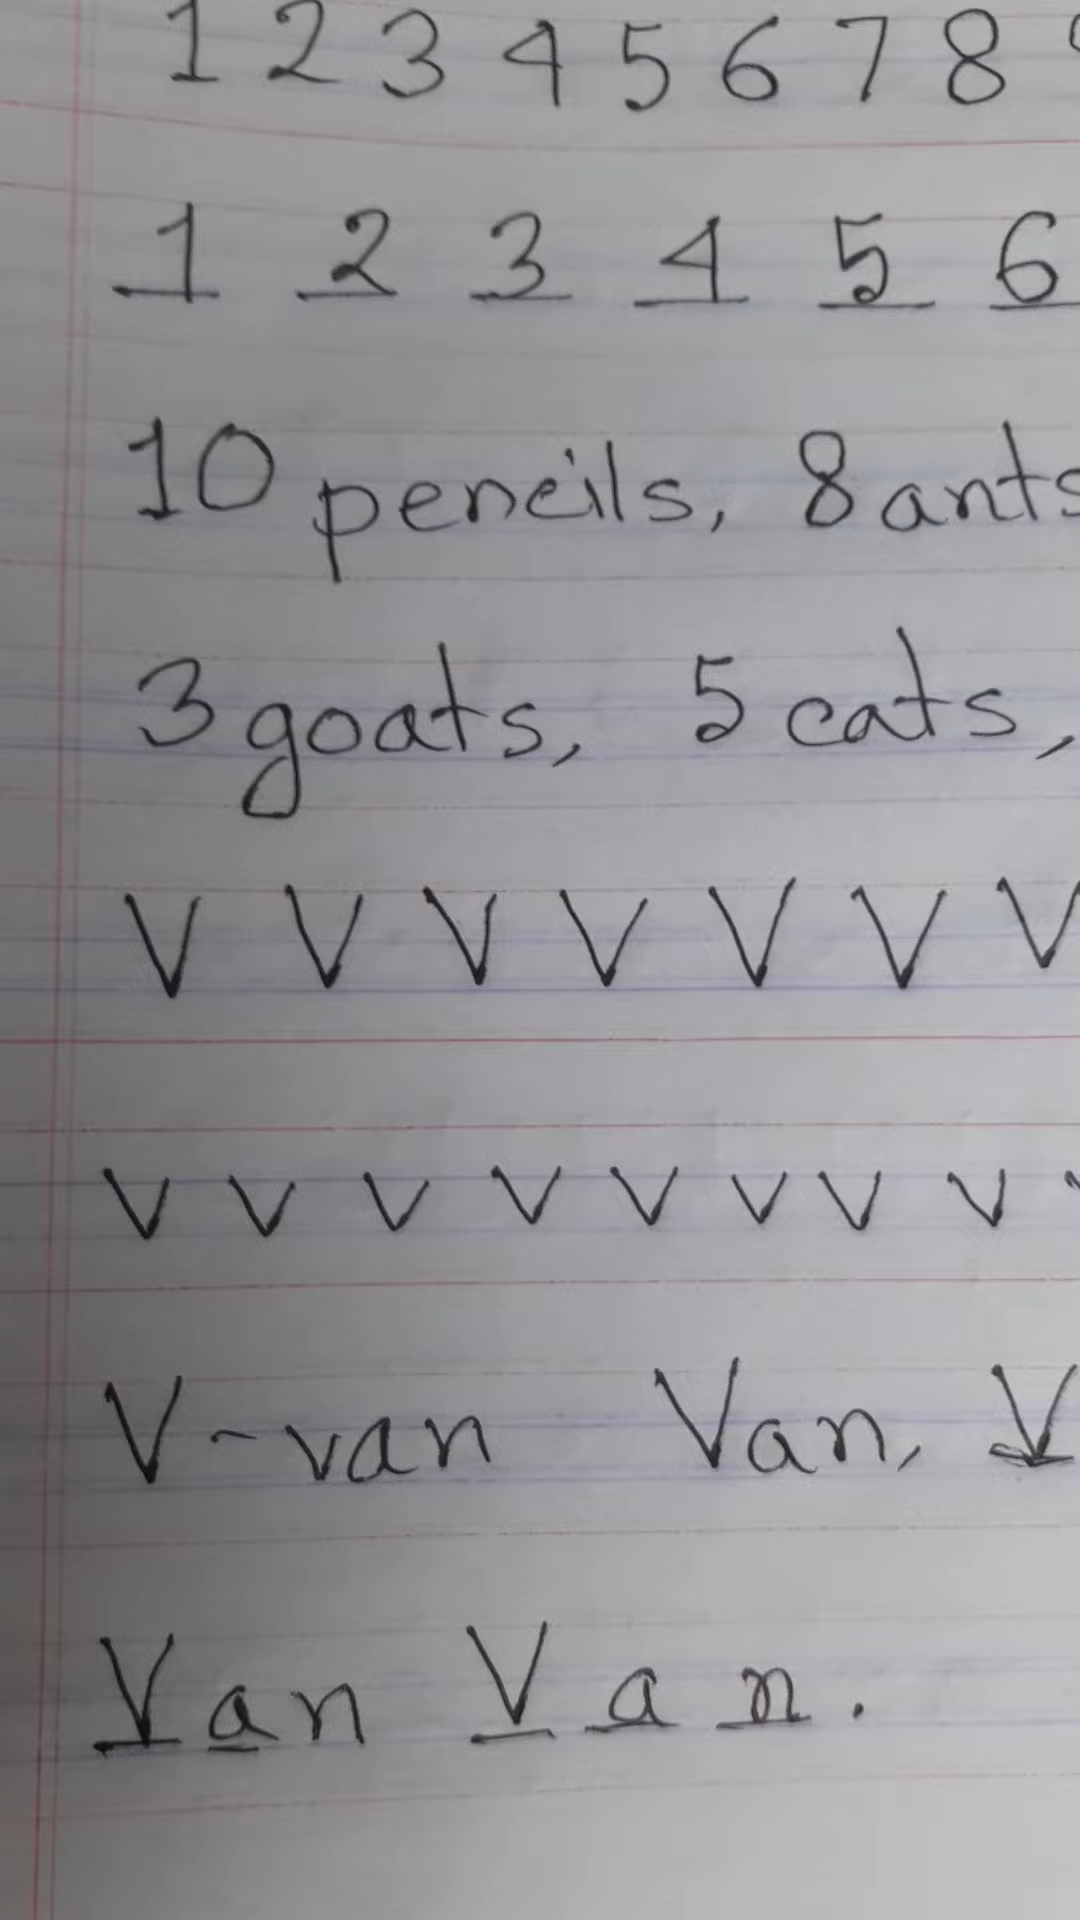 1 2 3 4 5 6 7 8
1 2 3 4 5 6
10 pencils, 8 ants
3 goats, 5 cats,
V V V V V V V
v v v v v v v v
V-van Van, V
Van V a n.